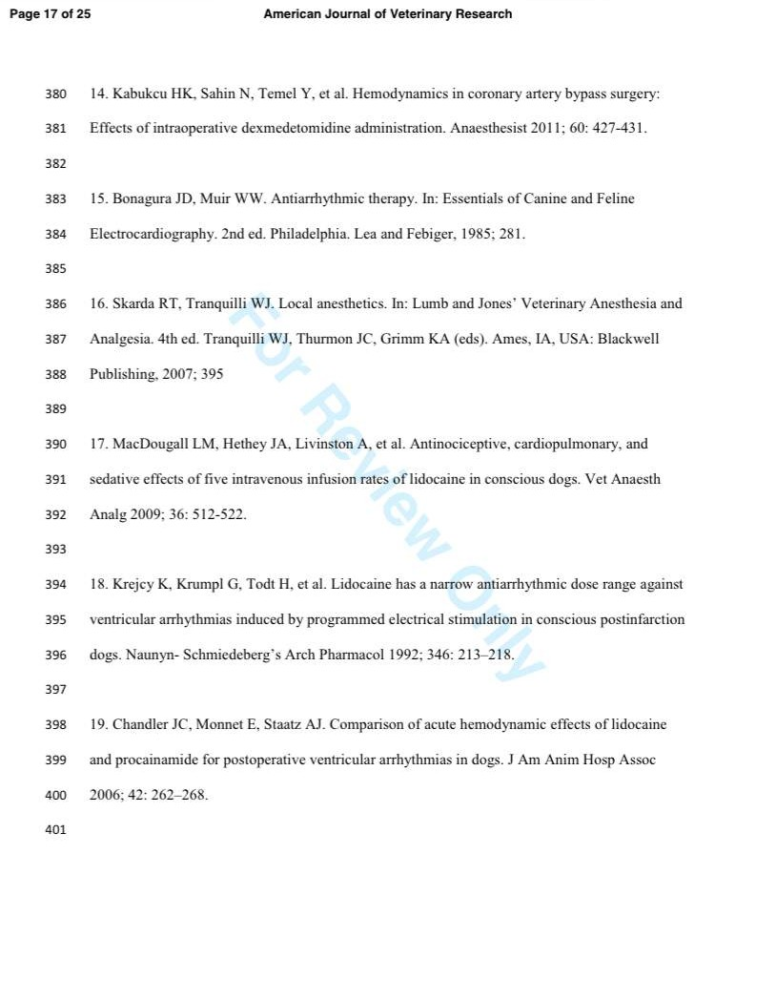 Page 17 of 25
American Journal of Veterinary Research
380 14. Kabukcu HK, Sahin N, Temel Y, et al. Hemodynamics in coronary artery bypass surgery:
381 Effects of intraoperative dexmedetomidine administration. Anaesthesist 2011; 60: 427-431.
382
383 15. Bonagura JD, Muir WW. Antiarrhythmic therapy. In: Essentials of Canine and Feline
384 Electrocardiography. 2nd ed. Philadelphia. Lea and Febiger, 1985; 281.
385
386 16. Skarda RT, Tranquilli WJ. Local anesthetics. In: Lumb and Jones’ Veterinary Anesthesia and
387 Analgesia. 4th ed. Tranquilli WJ, Thurmon JC, Grimm KA (eds). Ames, IA, USA: Blackwell
388 Publishing, 2007; 395
389
390 17. MacDougall LM, Hethey JA, Livinston A, et al. Antinociceptive, cardiopulmonary, and
391 sedative effects of five intravenous infusion rates of lidocaine in conscious dogs. Vet Anaesth
392 Analg 2009; 36: 512-522.
393
394 18. Krejcy K, Krumpl G, Todt H, et al. Lidocaine has a narrow antiarrhythmic dose range against
395 ventricular arrhythmias induced by programmed electrical stimulation in conscious postinfarction
396 dogs. Naunyn- Schmiedeberg’s Arch Pharmacol 1992; 346: 213–218.
397
398 19. Chandler JC, Monnet E, Staatz AJ. Comparison of acute hemodynamic effects of lidocaine
399 and procainamide for postoperative ventricular arrhythmias in dogs. J Am Anim Hosp Assoc
400 2006; 42: 262–268.
401
For Review Only